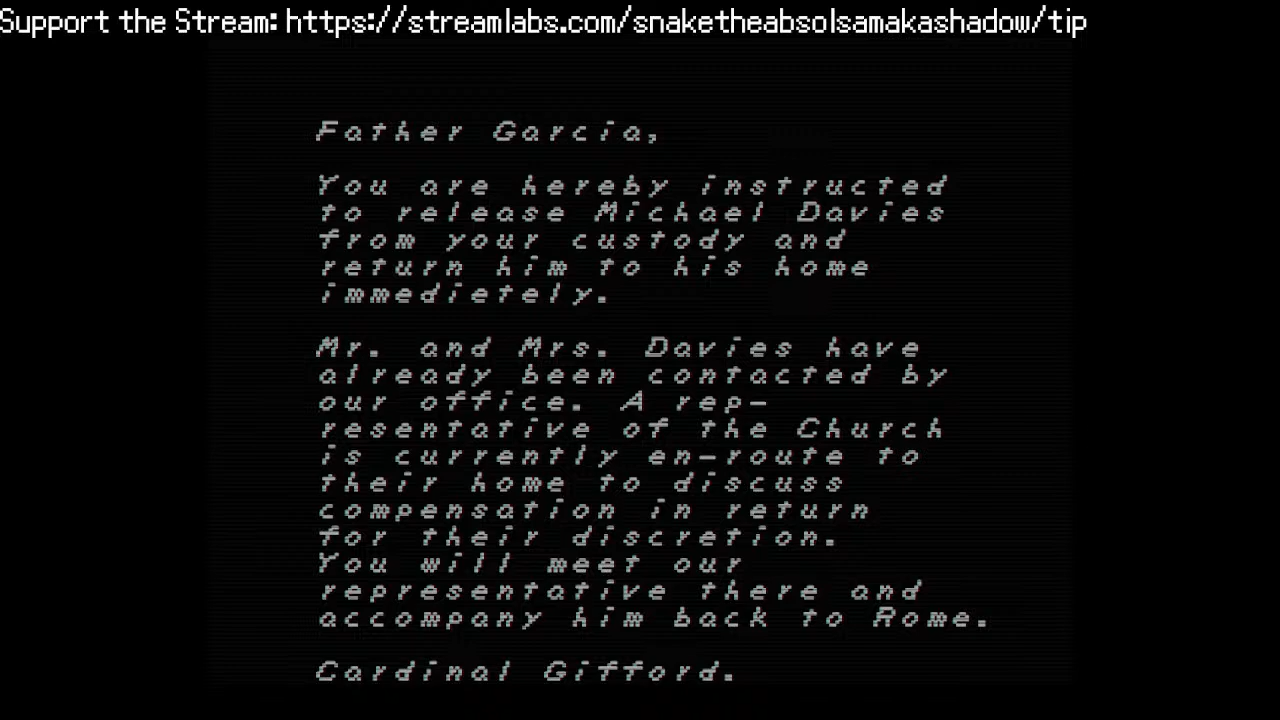 Support the Stream: https://streamlabs.com/snaketheabsolsamakashadow/tip
Father Garcia,
You are hereby instructed
to release Michael Davies
from your custody and
return him to his home
immedietely.
Mr. and Mrs. Davies have
already been contacted by
our office. A rep-
resentative of the Church
is currently en-route to
their home to discuss
compensation in return
for their discretion.
You will meet our
representative there and
accompany him back to Rome.
Cardinal Gifford.